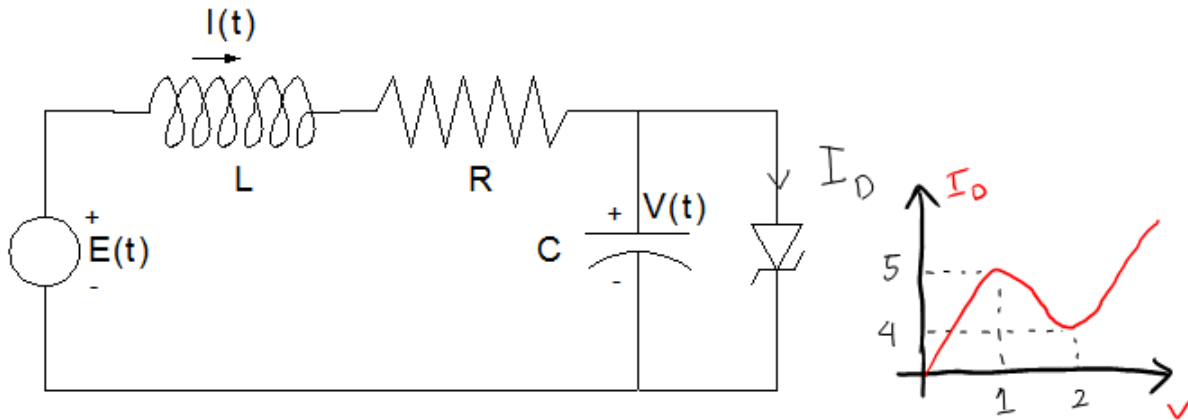 I(t)
L
R
I_D
+
E(t)
-
C
+
V(t)
-
I_D
5
4
1
2
V